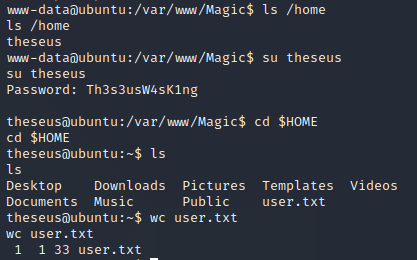 www-data@ubuntu:/var/www/Magic$ ls /home
ls /home
theseus
www-data@ubuntu:/var/www/Magic$ su theseus
su theseus
Password: Th3s3usW4sK1ng
theseus@ubuntu:/var/www/Magic$ cd $HOME
cd $HOME
theseus@ubuntu:~$ ls
ls
Desktop    Downloads  Pictures  Templates  Videos
Documents  Music      Public    user.txt
theseus@ubuntu:~$ wc user.txt
wc user.txt
 1  1 33 user.txt